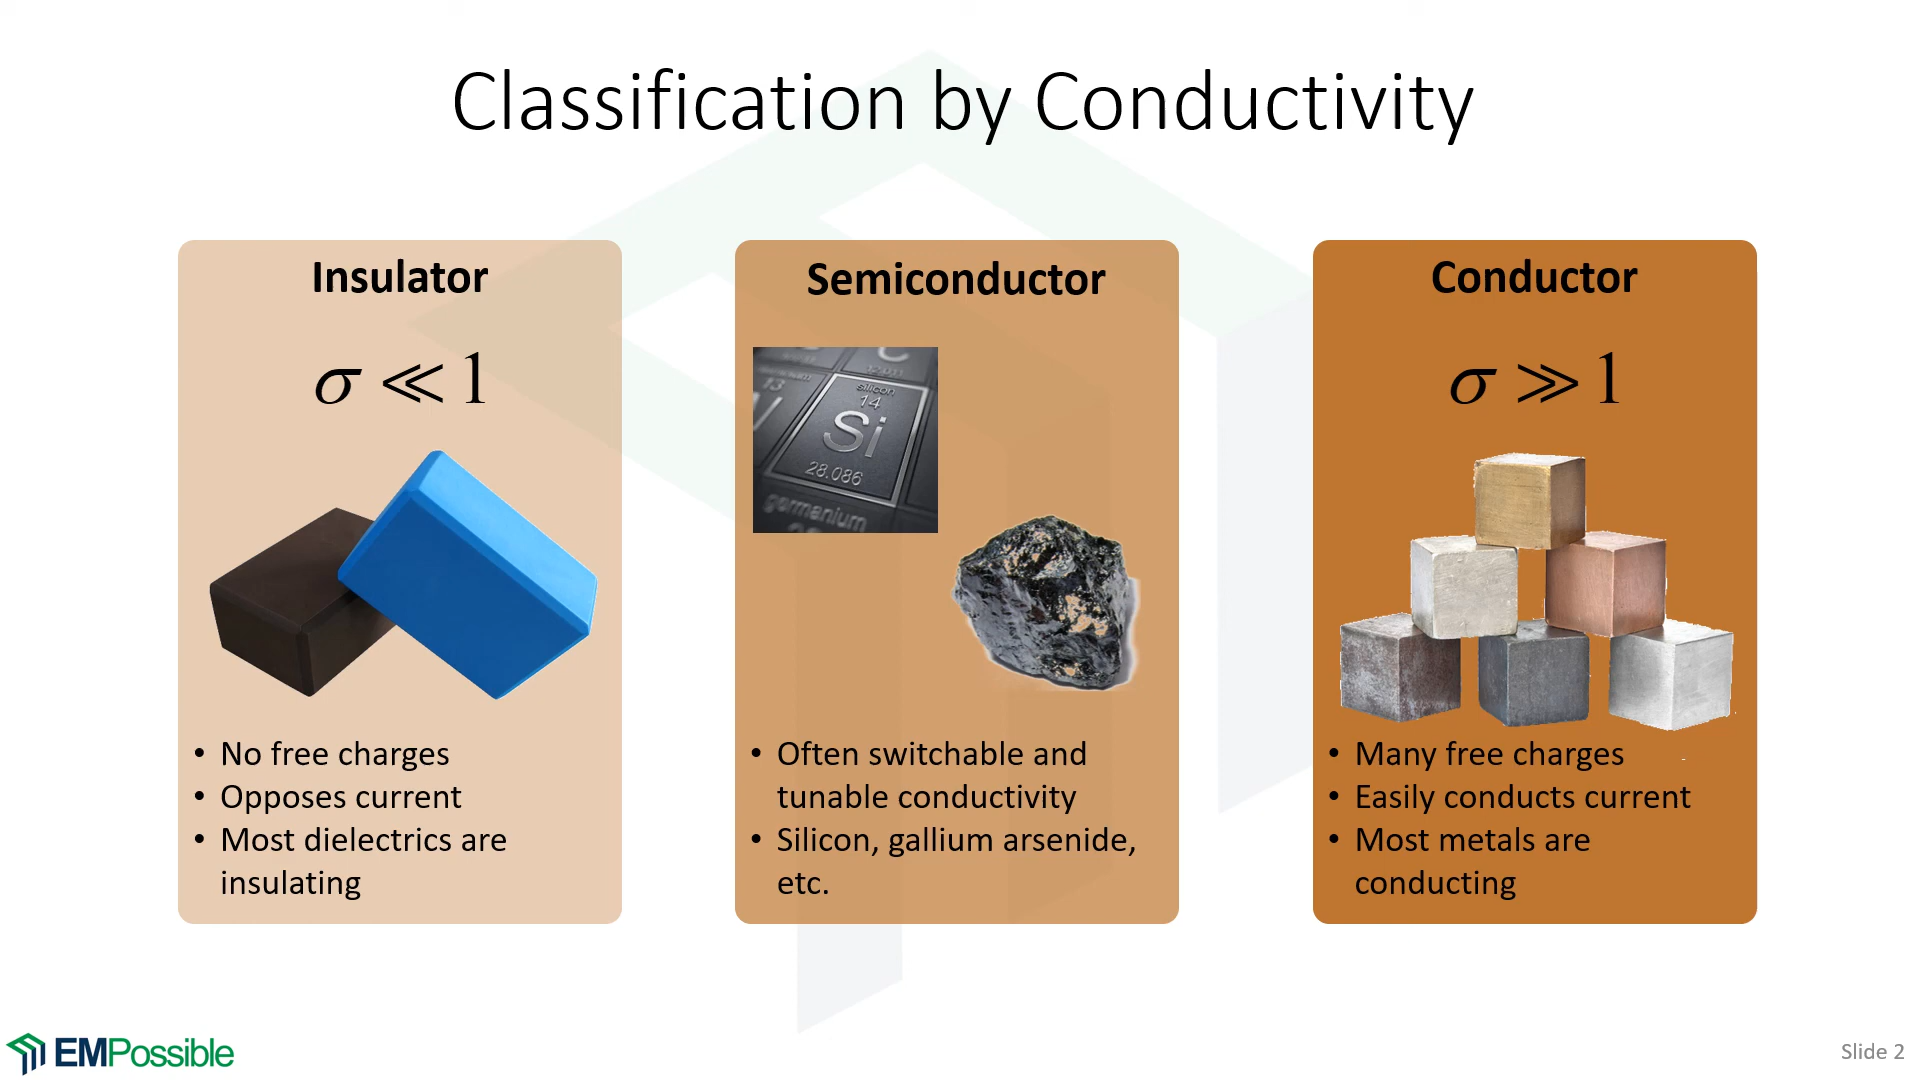 Classification by Conductivity
Insulator
σ ≪ 1
• No free charges
• Opposes current
• Most dielectrics are
insulating
Semiconductor
silicon
14
Si
28.086
germanium
13
• Often switchable and
tunable conductivity
• Silicon, gallium arsenide,
etc.
Conductor
σ ≫ 1
• Many free charges
• Easily conducts current
• Most metals are
conducting
EMPossible
Slide 2